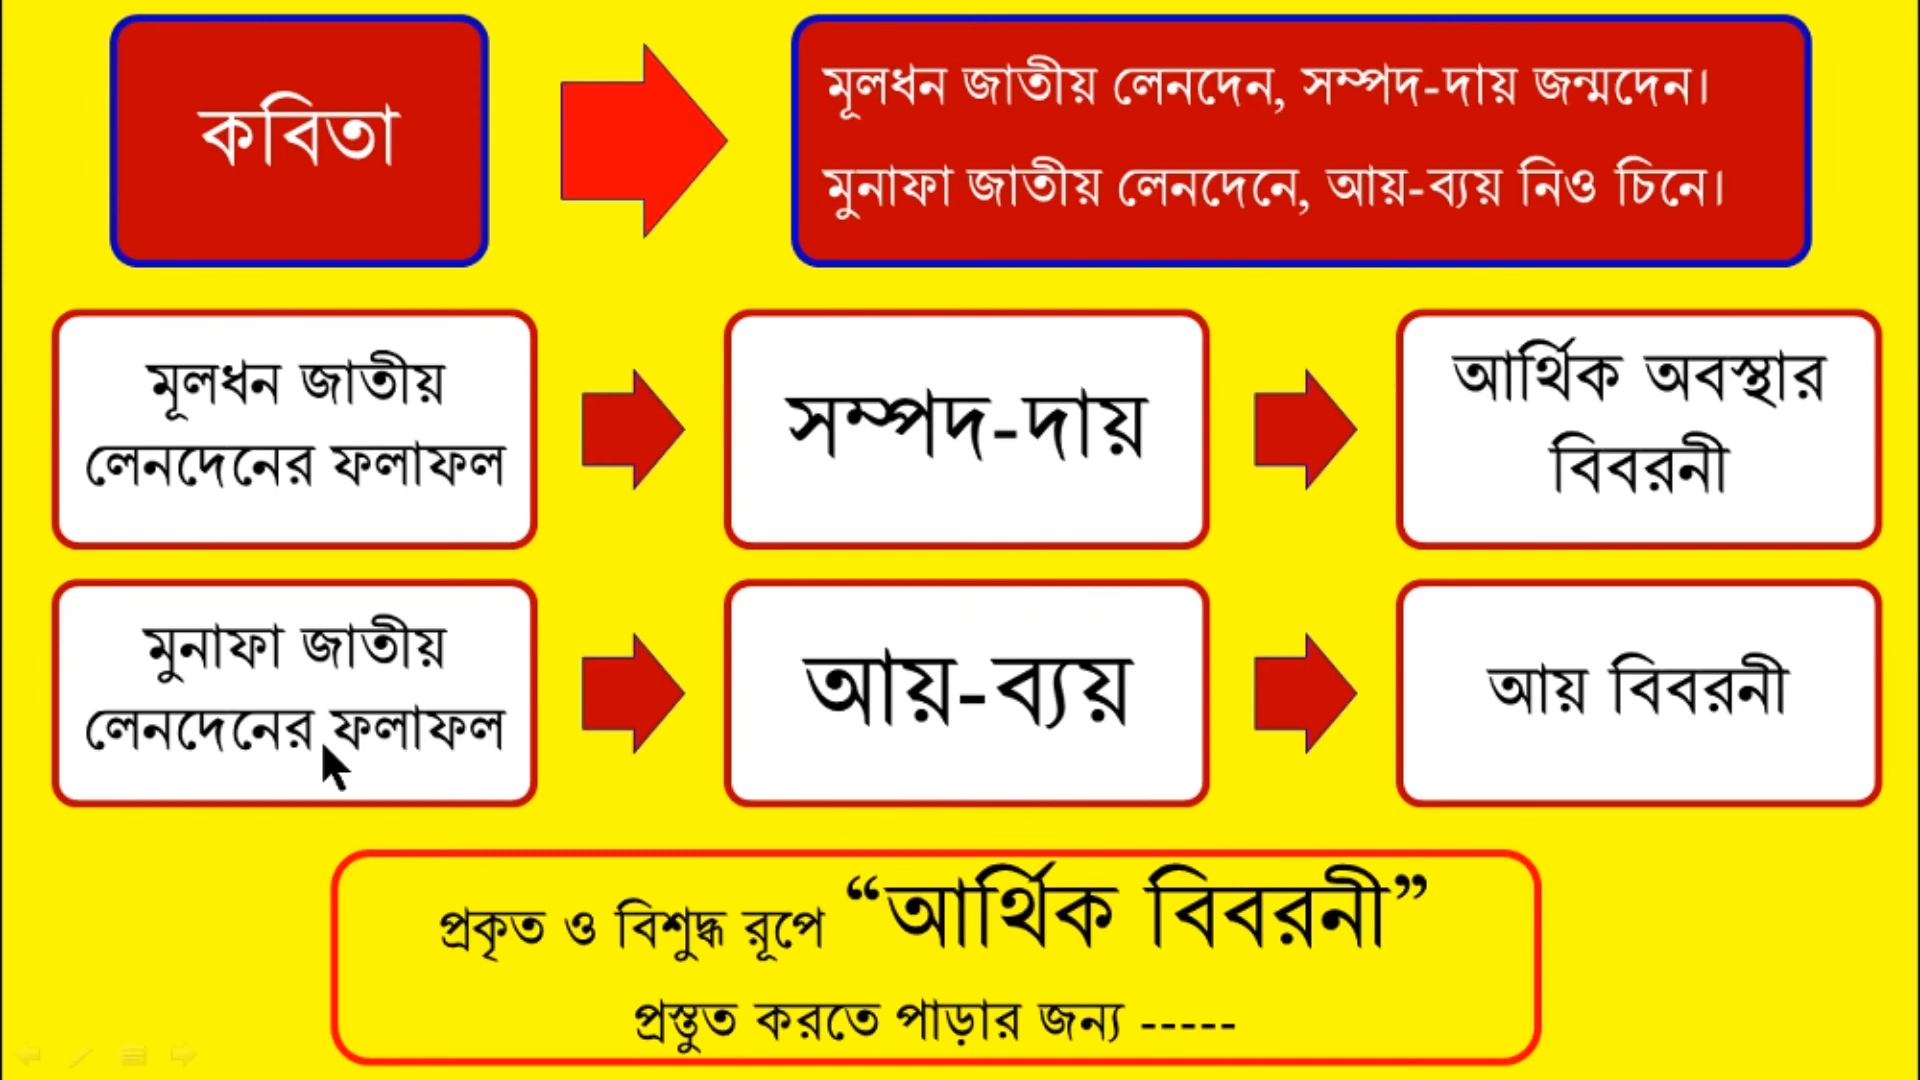 কবিতা
মূলধন জাতীয় লেনদেন, সম্পদ-দায় জন্মদেন।
মুনাফা জাতীয় লেনদেনে, আয়-ব্যয় নিও চিনে।
মূলধন জাতীয়
লেনদেনের ফলাফল
সম্পদ-দায়
আর্থিক অবস্থার
বিবরনী
মুনাফা জাতীয়
লেনদেনের ফলাফল
আয়-ব্যয়
আয় বিবরনী
প্রকৃত ও বিশুদ্ধ রূপে “আর্থিক বিবরনী”
প্রস্তুত করতে পাড়ার জন্য -----